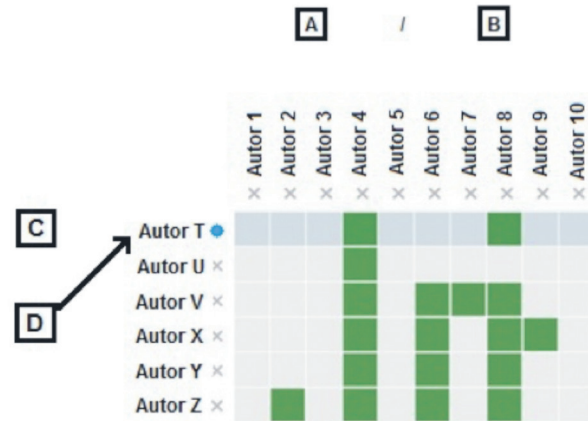 A / B
Autor 1
Autor 2
Autor 3
Autor 4
Autor 5
Autor 6
Autor 7
Autor 8
Autor 9
Autor 10
× × × × × × × × × ×
C
Autor T
Autor U ×
Autor V ×
D
Autor X ×
Autor Y ×
Autor Z ×